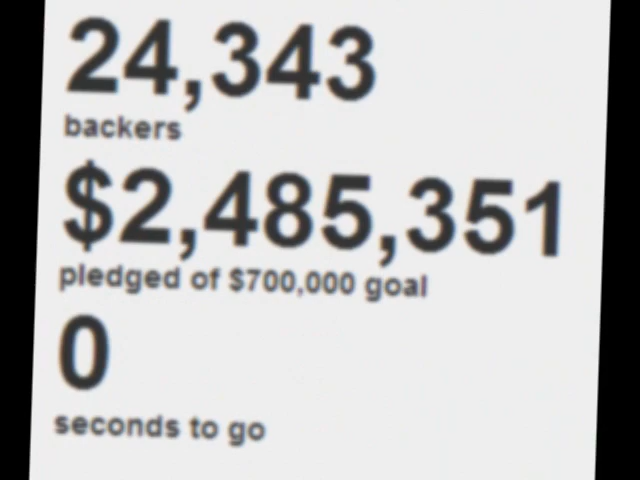 24,343
backers
$2,485,351
pledged of $700,000 goal
0
seconds to go